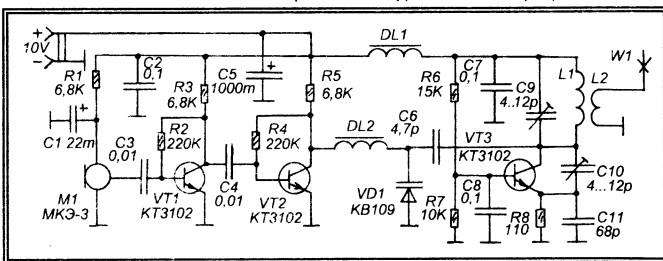 +
10V
−
R1
6,8K
C1 22m
+
M1
МКЭ-3
C2
0,1
C3
0,01
R2
220K
R3
6,8K
VT1
KT3102
C4
0,01
C5
1000m
+
R4
220K
R5
6,8K
VT2
KT3102
DL1
DL2
C6
4,7p
VD1
KB109
R6
15K
R7
10K
C7
0,1
C8
0,1
VT3
KT3102
C9
4..12p
R8
110
L1
L2
W1
C10
4...12p
C11
68p